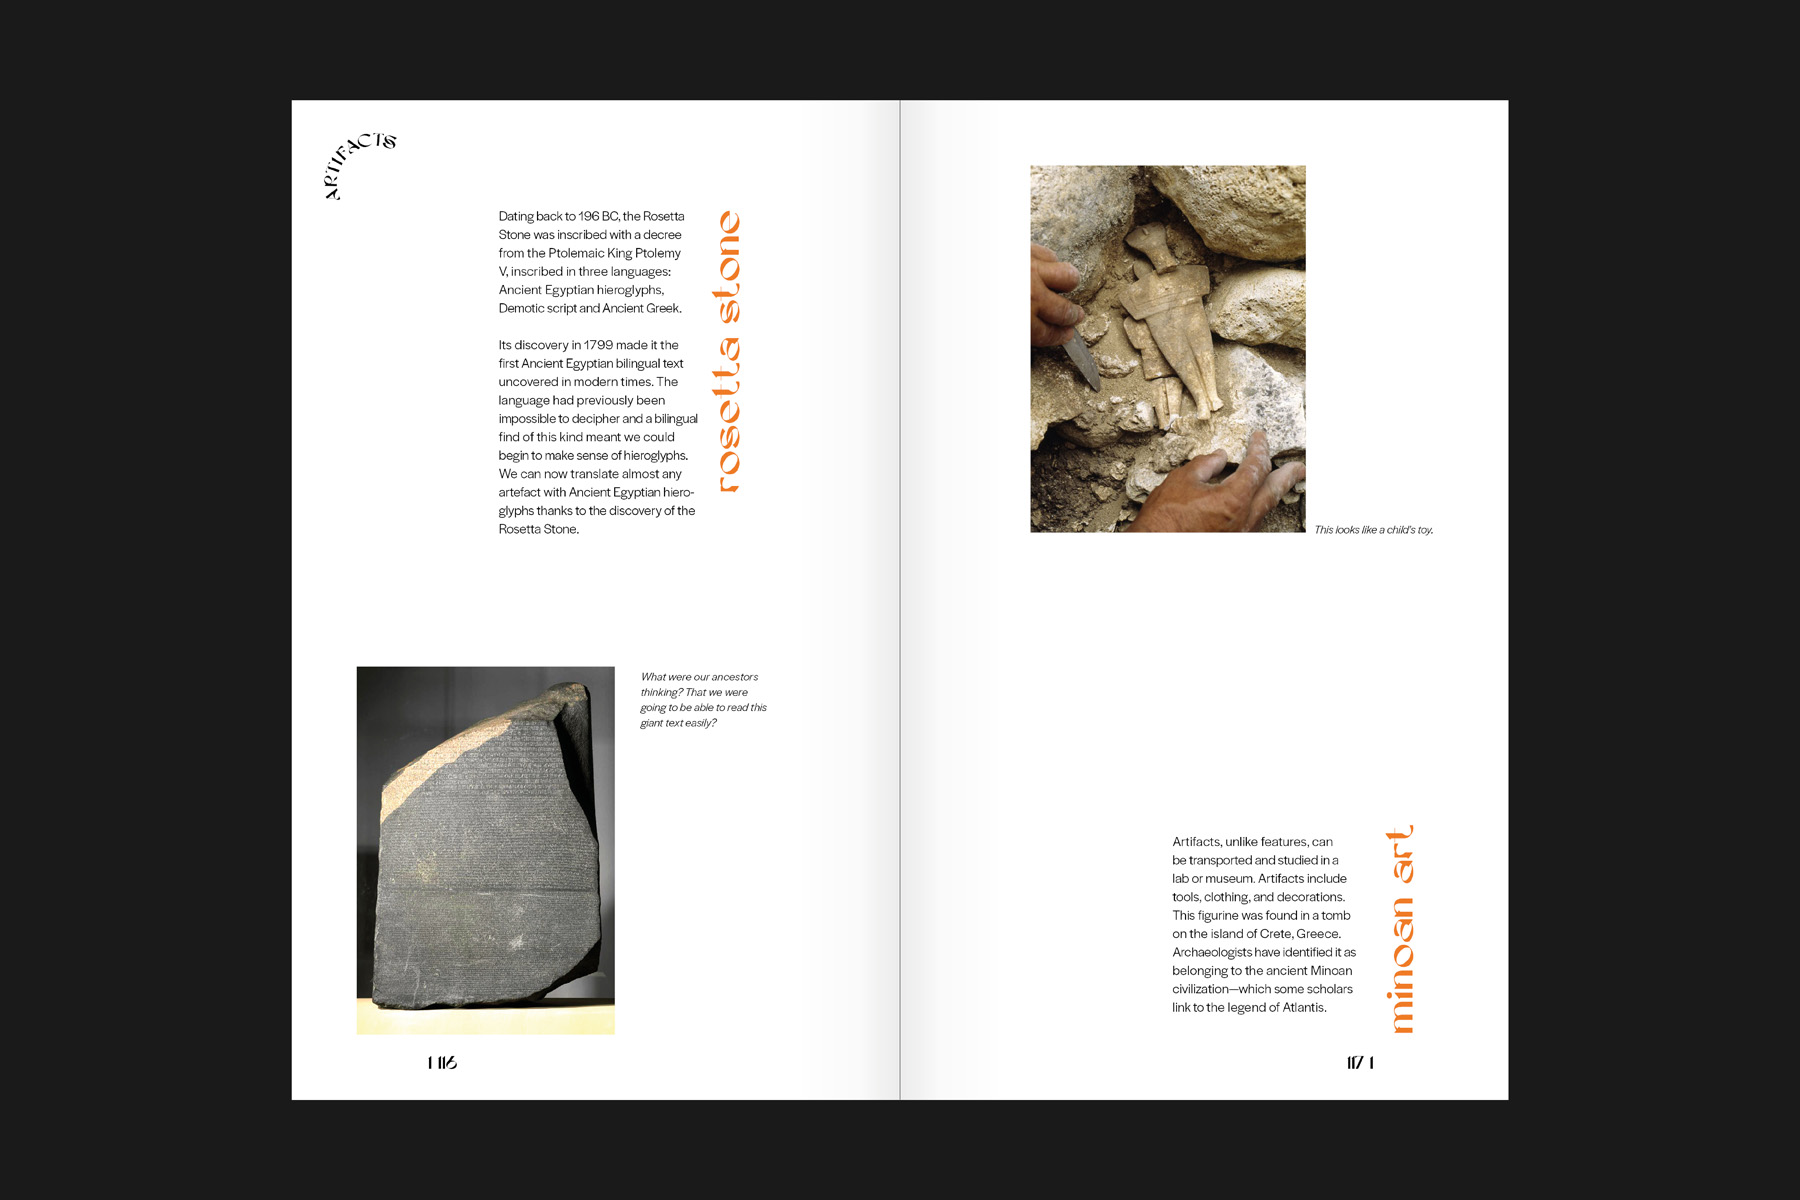 ARTIFACTS
Dating back to 196 BC, the Rosetta
Stone was inscribed with a decree
from the Ptolemaic King Ptolemy
V, inscribed in three languages:
Ancient Egyptian hieroglyphs,
Demotic script and Ancient Greek.
Its discovery in 1799 made it the
first Ancient Egyptian bilingual text
uncovered in modern times. The
language had previously been
impossible to decipher and a bilingual
find of this kind meant we could
begin to make sense of hieroglyphs.
We can now translate almost any
artefact with Ancient Egyptian hiero-
glyphs thanks to the discovery of the
Rosetta Stone.
rosetta stone
What were our ancestors
thinking? That we were
going to be able to read this
giant text easily?
1 116
This looks like a child's toy.
Artifacts, unlike features, can
be transported and studied in a
lab or museum. Artifacts include
tools, clothing, and decorations.
This figurine was found in a tomb
on the island of Crete, Greece.
Archaeologists have identified it as
belonging to the ancient Minoan
civilization—which some scholars
link to the legend of Atlantis.
minoan art
117 1